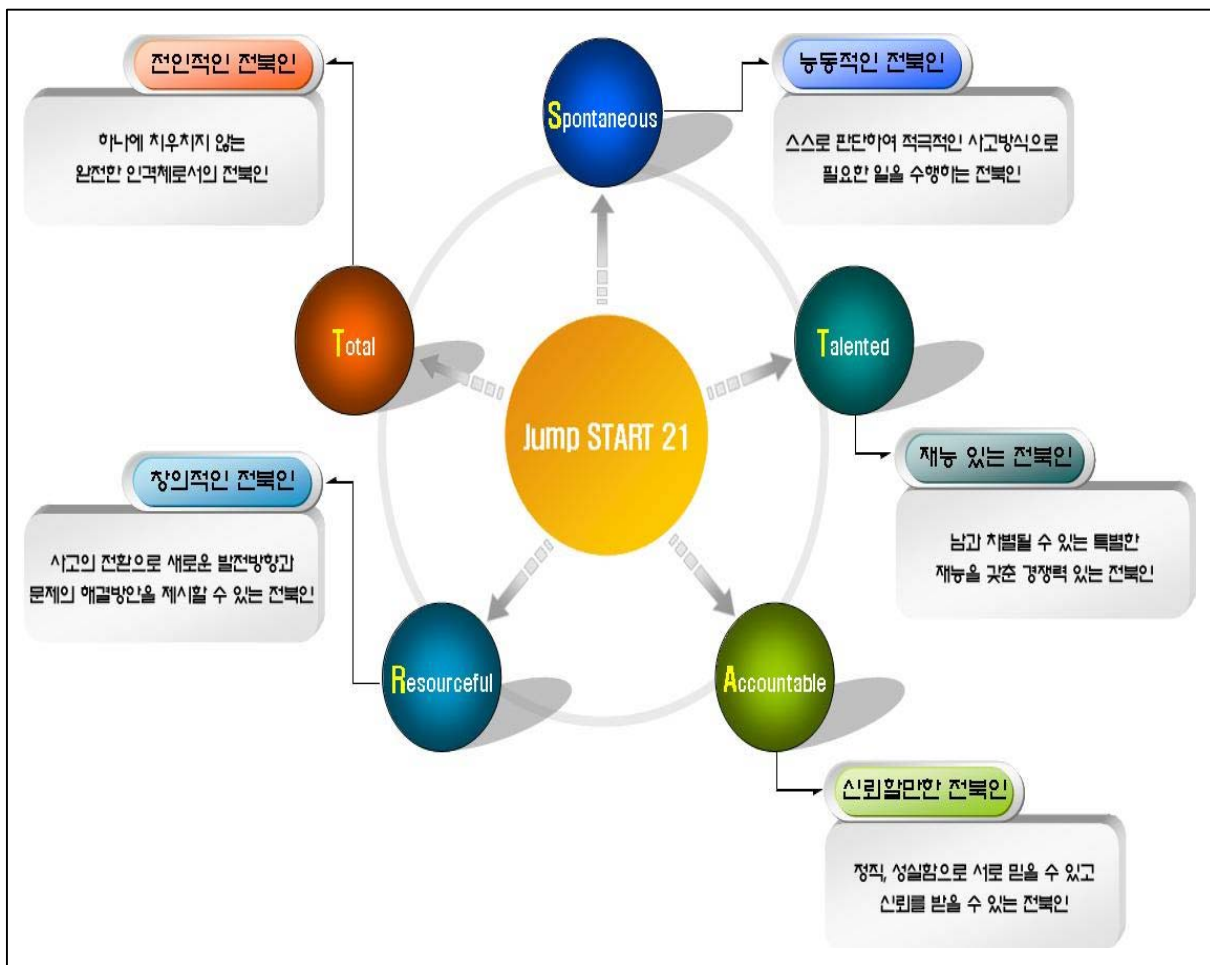 전인적인 전북인
하나에 치우치지 않는
완전한 인격체로서의 전북인
Spontaneous
능동적인 전북인
스스로 판단하여 적극적인 사고방식으로
필요한 일을 수행하는 전북인
Total
Talented
Jump START 21
창의적인 전북인
사고의 전환으로 새로운 발전방향과
문제의 해결방안을 제시할 수 있는 전북인
재능 있는 전북인
남과 차별될 수 있는 특별한
재능을 갖춘 경쟁력 있는 전북인
Resourceful
Accountable
신뢰할만한 전북인
정직, 성실함으로 서로 믿을 수 있고
신뢰를 받을 수 있는 전북인